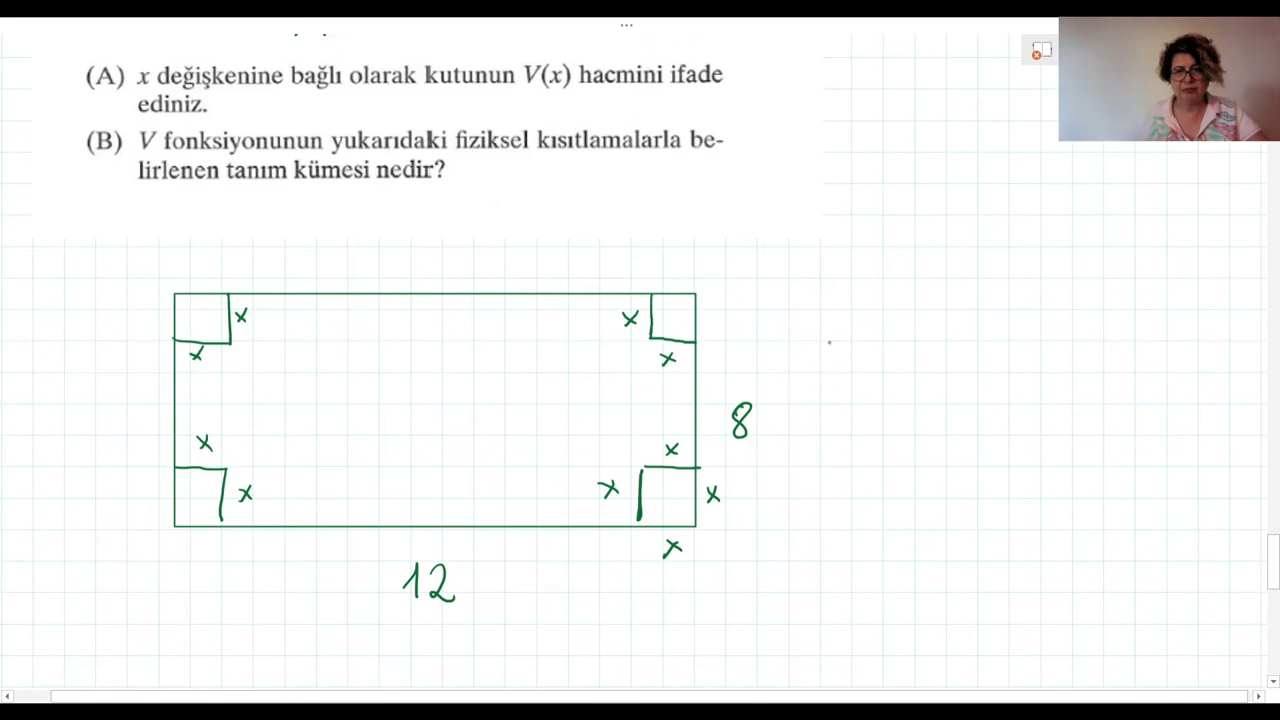 (A) x değişkenine bağlı olarak kutunun V(x) hacmini ifade
ediniz.
(B) V fonksiyonunun yukarıdaki fiziksel kısıtlamalarla be-
lirlenen tanım kümesi nedir?
x x
x x
8
x x
x x x
x
12